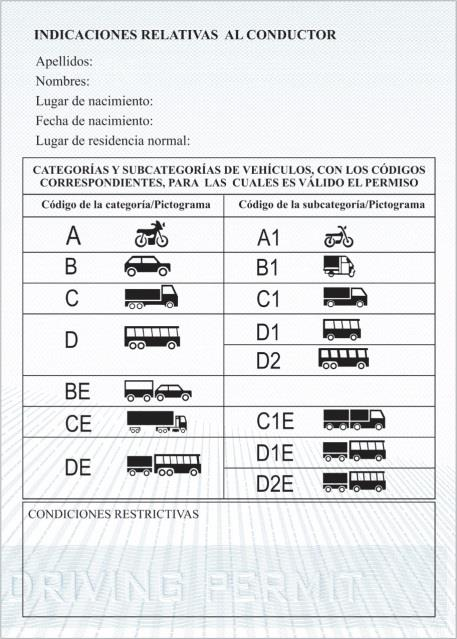 INDICACIONES RELATIVAS AL CONDUCTOR
Apellidos:
Nombres:
Lugar de nacimiento:
Fecha de nacimiento:
Lugar de residencia normal:
CATEGORÍAS Y SUBCATEGORÍAS DE VEHÍCULOS, CON LOS CÓDIGOS
CORRESPONDIENTES, PARA LAS CUALES ES VÁLIDO EL PERMISO
Código de la categoría/Pictograma Código de la subcategoría/Pictograma
A A1
B B1
C C1
D D1
D2
BE
CE C1E
DE D1E
D2E
CONDICIONES RESTRICTIVAS
DRIVING PERMIT